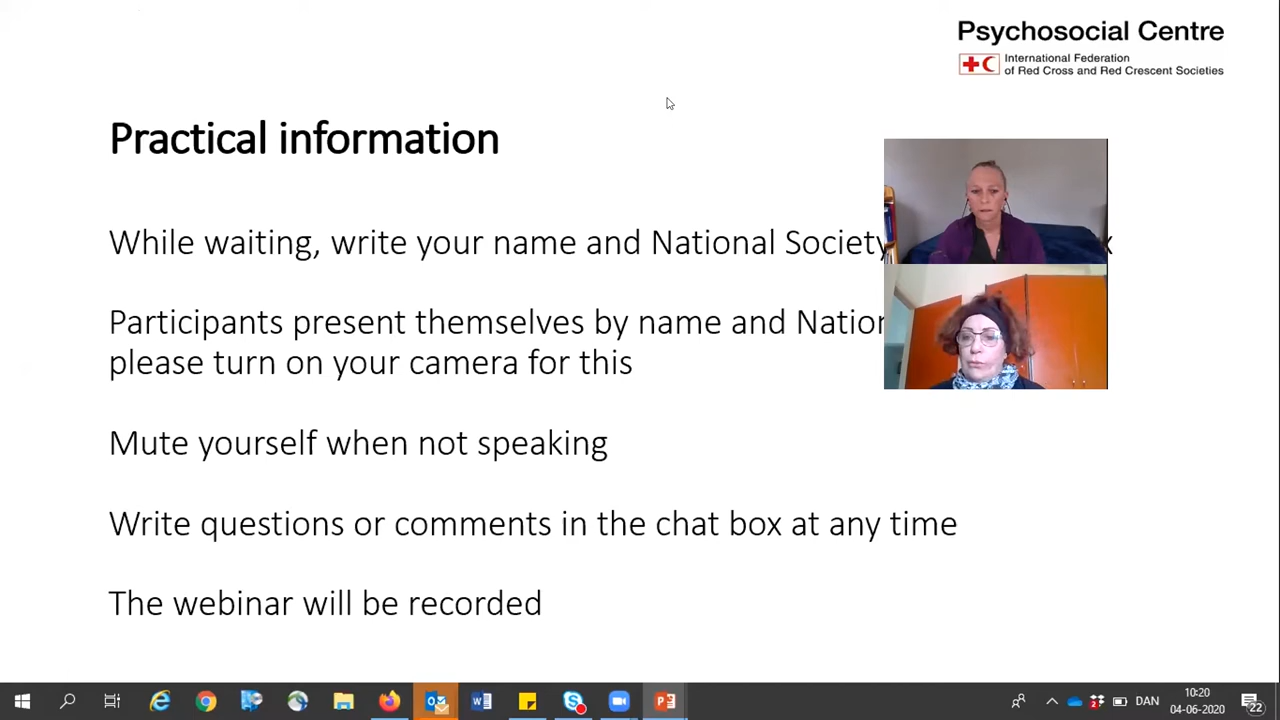 Psychosocial Centre
International Federation
of Red Cross and Red Crescent Societies
Practical information
While waiting, write your name and National Society
Participants present themselves by name and
please turn on your camera for this
Mute yourself when not speaking
Write questions or comments in the chat box at any time
The webinar will be recorded
DAN
10:20
04-06-2020
22